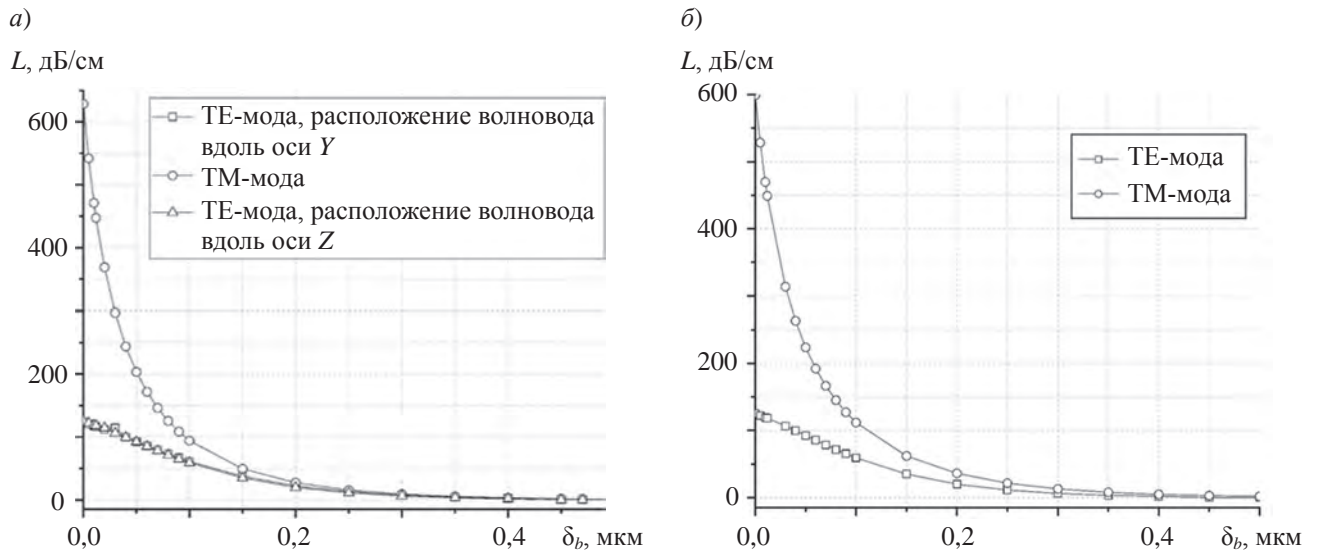 а)
L, дБ/см
600
400
200
0
0,0
0,2
0,4
δb, мкм
ТЕ-мода, расположение волновода
вдоль оси Y
ТМ-мода
ТЕ-мода, расположение волновода
вдоль оси Z
б)
L, дБ/см
600
400
200
0
0,0
0,2
0,4
δb, мкм
ТЕ-мода
ТМ-мода